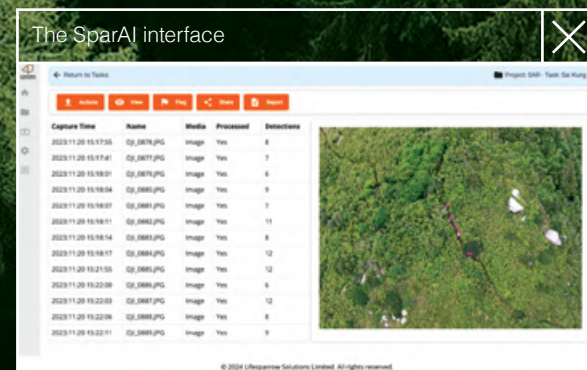 The SparAI interface
← Return to Tasks
Project: SAR - Task: Sai Kung
Actions View Flag Share Report
Capture Time Name Media Processed Detections
2023:11:20 15:17:55 DJI_0878.JPG Image Yes 8
2023:11:20 15:17:41 DJI_0877.JPG Image Yes 7
2023:11:20 15:18:01 DJI_0879.JPG Image Yes 6
2023:11:20 15:18:04 DJI_0880.JPG Image Yes 9
2023:11:20 15:18:07 DJI_0881.JPG Image Yes 7
2023:11:20 15:18:11 DJI_0882.JPG Image Yes 11
2023:11:20 15:18:14 DJI_0883.JPG Image Yes 8
2023:11:20 15:18:17 DJI_0884.JPG Image Yes 12
2023:11:20 15:21:55 DJI_0885.JPG Image Yes 12
2023:11:20 15:22:00 DJI_0886.JPG Image Yes 6
2023:11:20 15:22:03 DJI_0887.JPG Image Yes 12
2023:11:20 15:22:06 DJI_0888.JPG Image Yes 8
2023:11:20 15:22:11 DJI_0889.JPG Image Yes 9
© 2024 Lifesparrow Solutions Limited. All rights reserved.